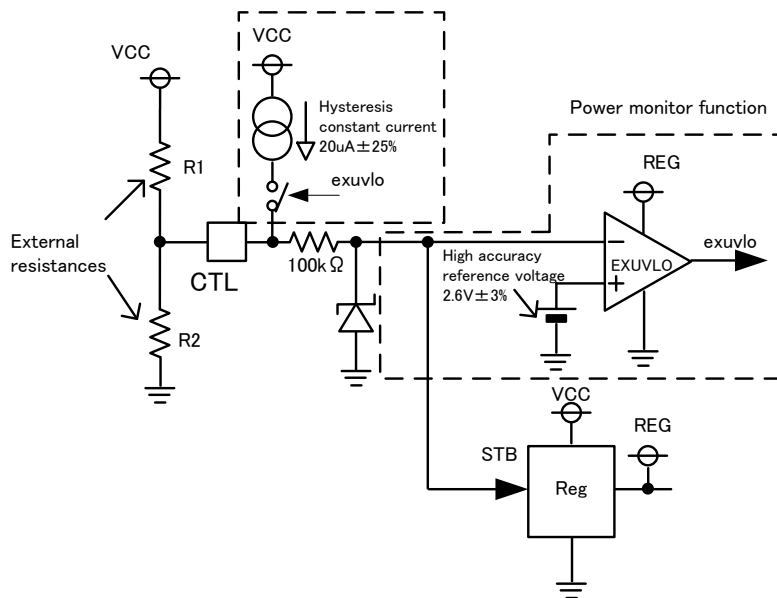 VCC
VCC
Hysteresis
constant current
20uA±25%
Power monitor function
R1
exuvlo
REG
External
resistances
CTL
100kΩ
High accuracy
reference voltage
2.6V±3%
−
EXUVLO
+
exuvlo
R2
VCC
REG
STB
Reg